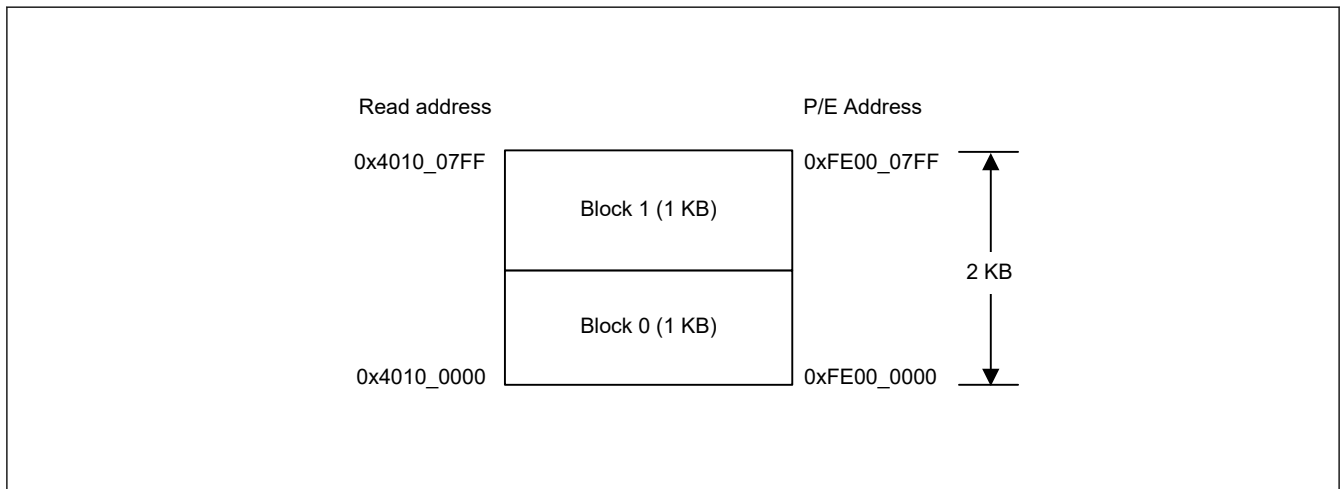 Read address
P/E Address
0x4010_07FF
0xFE00_07FF
Block 1 (1 KB)
2 KB
Block 0 (1 KB)
0x4010_0000
0xFE00_0000